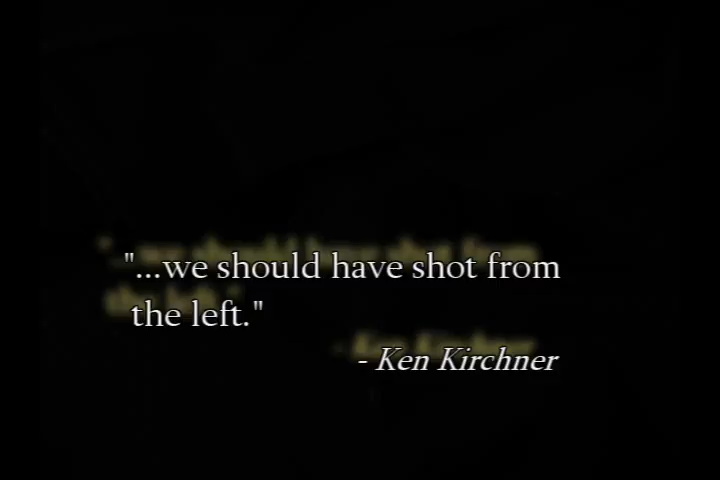 "...we should have shot from
the left."
- Ken Kirchner